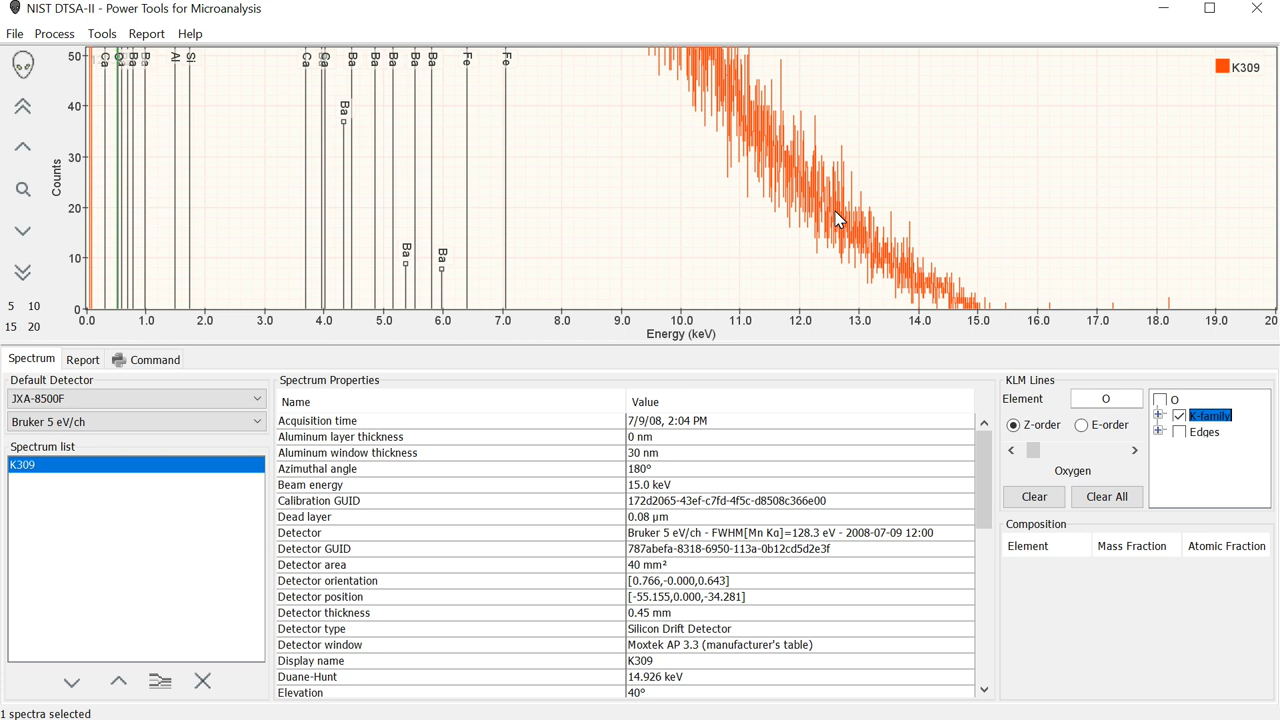 NIST DTSA-II - Power Tools for Microanalysis
File Process Tools Report Help
Ca Ba Ba Al Si Ca Ca Ba Ba Ba Ba Ba Fe Fe
Ba
Ba Ba
K309
50
40
30
20
10
0
Counts
5 10
15 20
0.0 1.0 2.0 3.0 4.0 5.0 6.0 7.0 8.0 9.0 10.0 11.0 12.0 13.0 14.0 15.0 16.0 17.0 18.0 19.0 20
Energy (keV)
Spectrum Report Command
Default Detector
JXA-8500F
Bruker 5 eV/ch
Spectrum list
K309
Spectrum Properties
Name Value
Acquisition time 7/9/08, 2:04 PM
Aluminum layer thickness 0 nm
Aluminum window thickness 30 nm
Azimuthal angle 180°
Beam energy 15.0 keV
Calibration GUID 172d2065-43ef-c7fd-4f5c-d8508c366e00
Dead layer 0.08 µm
Detector Bruker 5 eV/ch - FWHM[Mn Kα]=128.3 eV - 2008-07-09 12:00
Detector GUID 787abefa-8318-6950-113a-0b12cd5d2e3f
Detector area 40 mm²
Detector orientation [0.766,-0.000,0.643]
Detector position [-55.155,0.000,-34.281]
Detector thickness 0.45 mm
Detector type Silicon Drift Detector
Detector window Moxtek AP 3.3 (manufacturer's table)
Display name K309
Duane-Hunt 14.926 keV
Elevation 40°
KLM Lines
Element O
Z-order E-order
Oxygen
Clear Clear All
O
K-family
Edges
Composition
Element Mass Fraction Atomic Fraction
1 spectra selected